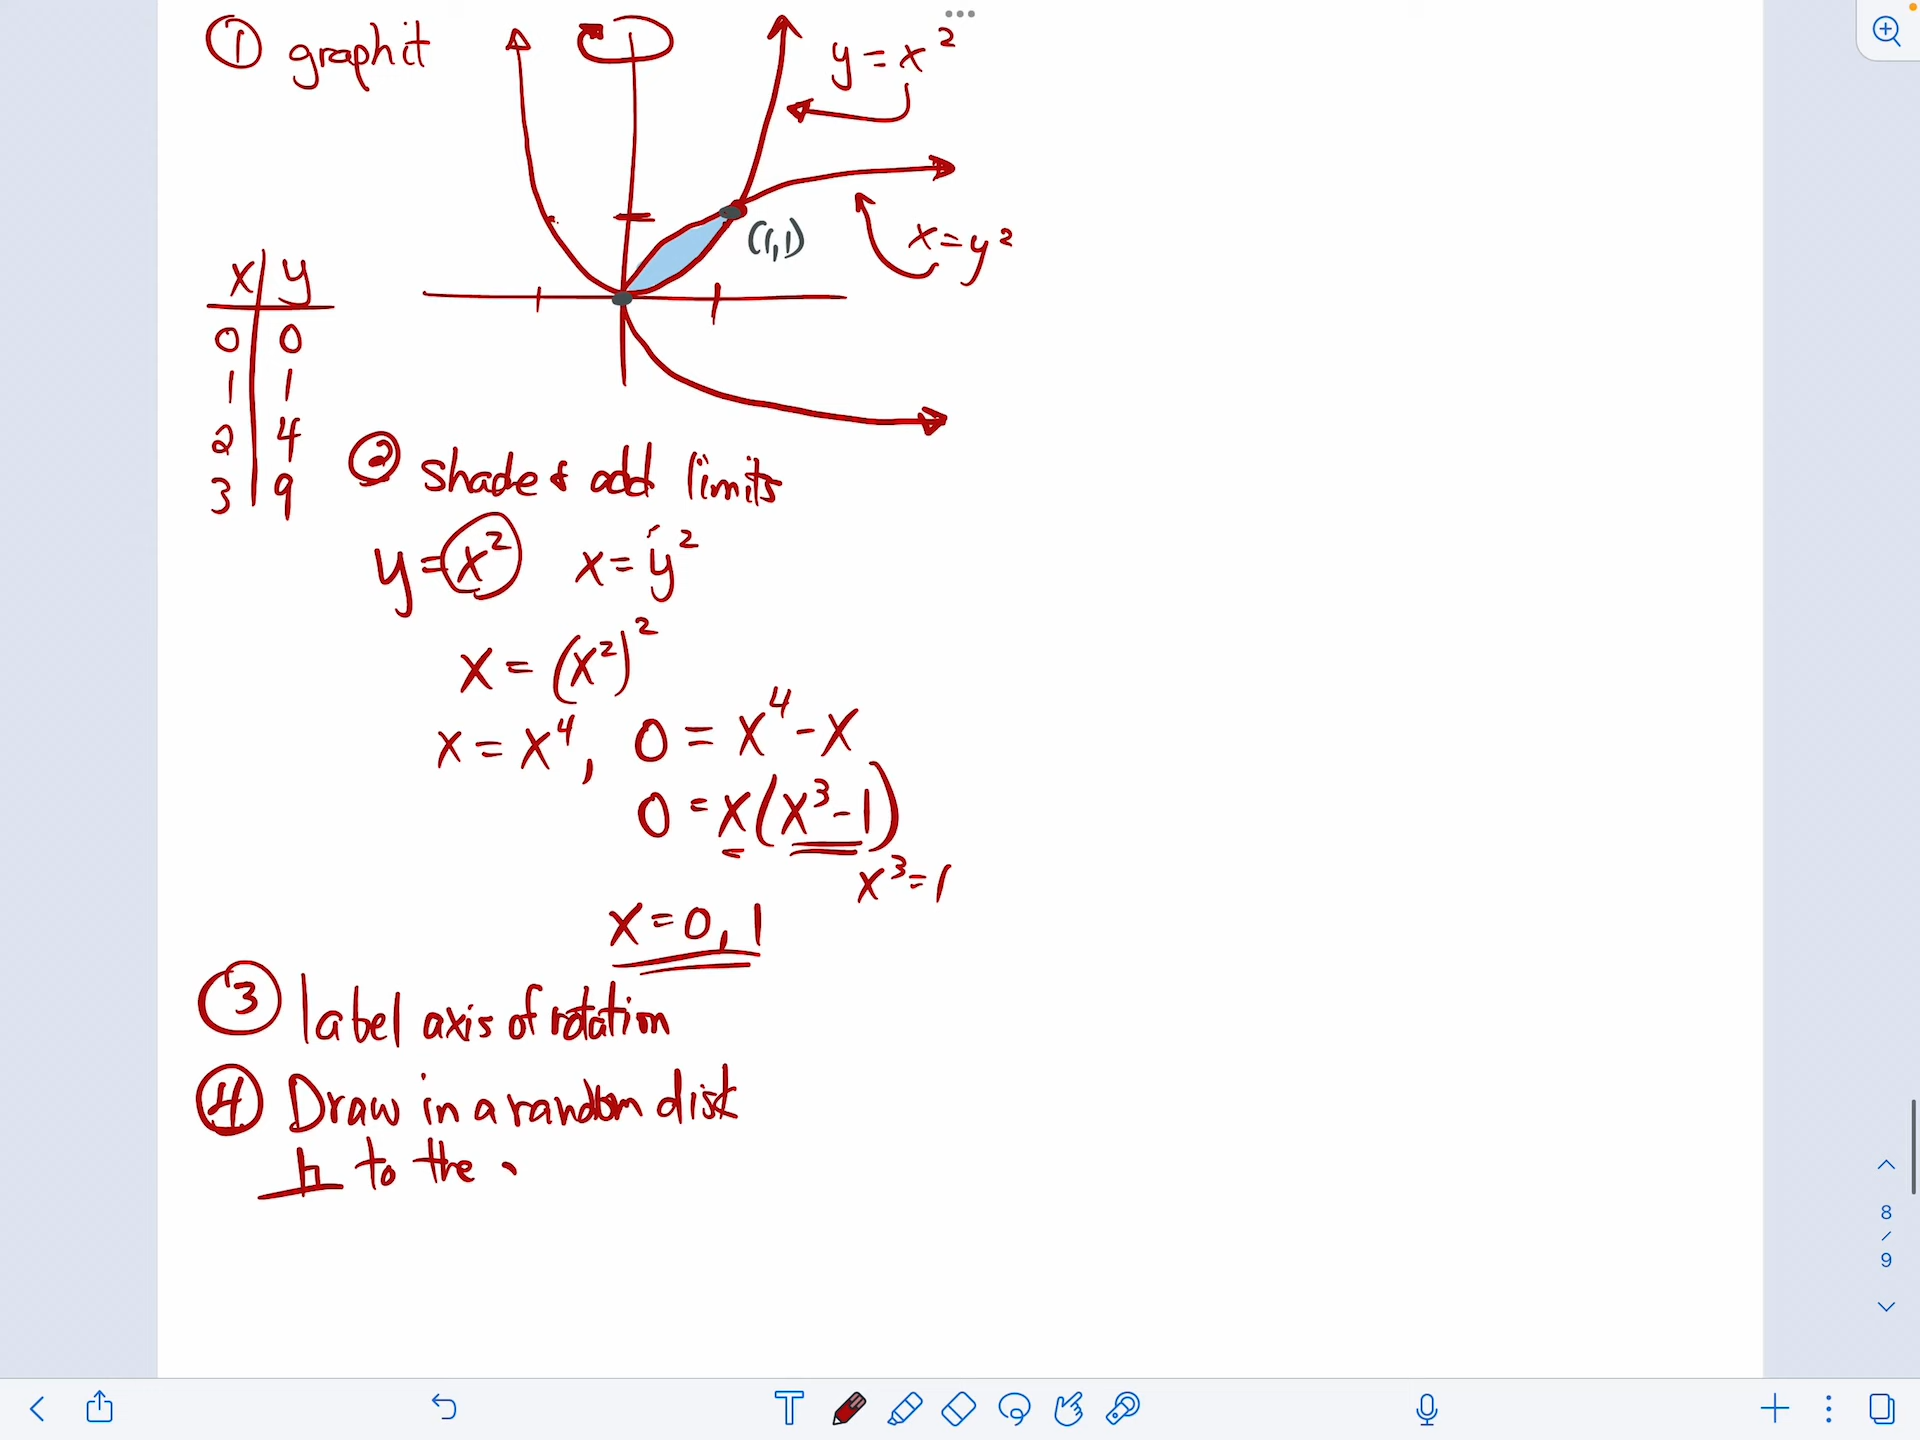 ① graph it
y = x²
x = y²
(1,1)
x | y
0 | 0
1 | 1
2 | 4
3 | 9
② shade & add limits
y = x² x = y²
x = (x²)²
x = x⁴, 0 = x⁴ - x
0 = x(x³ - 1)
x³ = 1
x = 0, 1
③ label axis of rotation
④ Draw in a random disk
to the
8
/
9
T